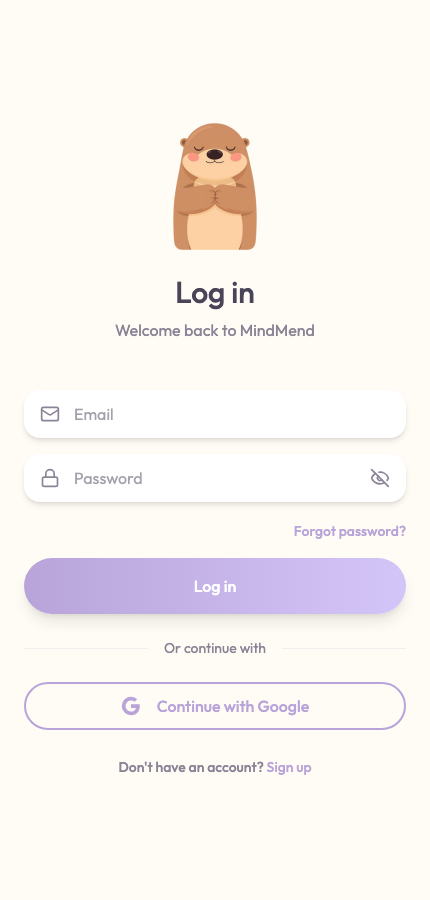 Log in
Welcome back to MindMend
Email
Password
Forgot password?
Log in
Or continue with
Continue with Google
Don't have an account? Sign up